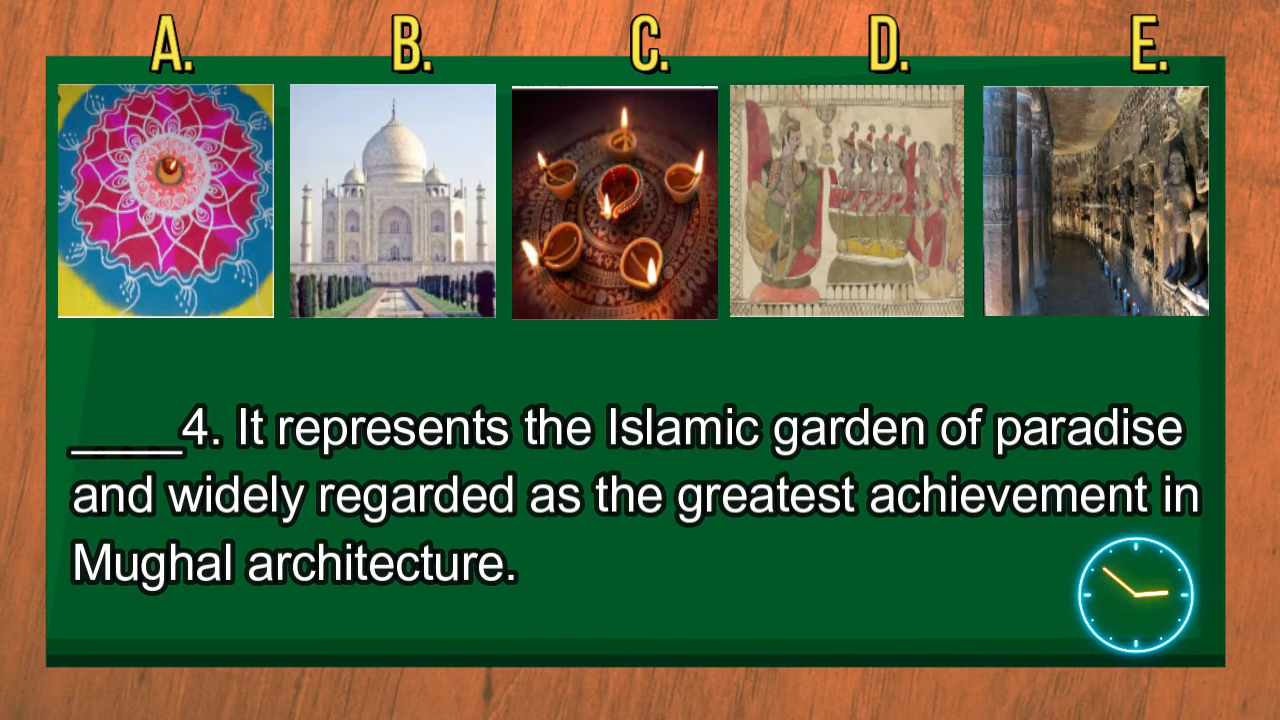 A. B. C. D. E.
____4. It represents the Islamic garden of paradise
and widely regarded as the greatest achievement in
Mughal architecture.